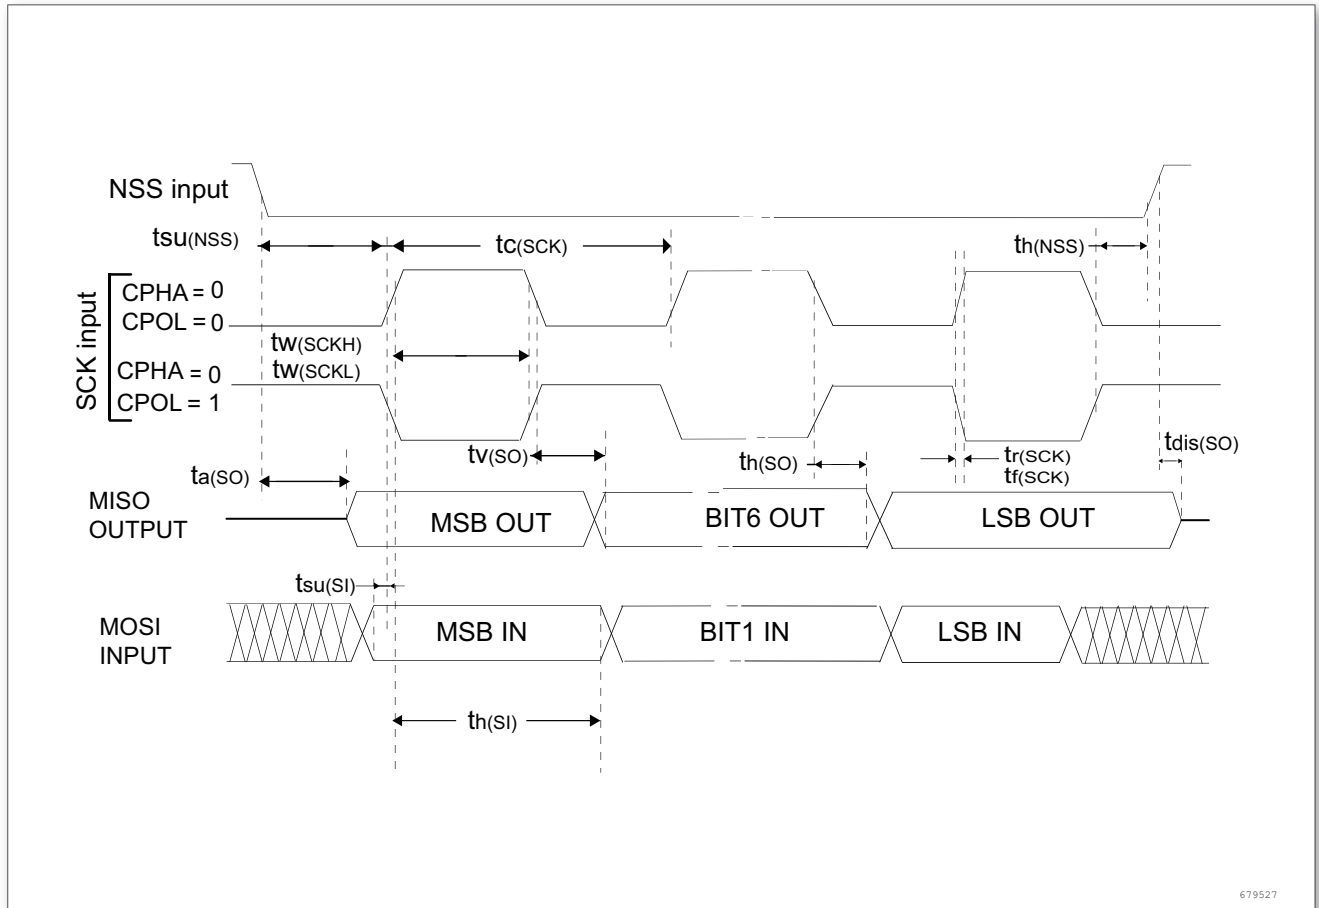 NSS input
tsu(NSS)
tc(SCK)
th(NSS)
SCK input
CPHA = 0
CPOL = 0
tw(SCKH)
tw(SCKL)
CPHA = 0
CPOL = 1
tv(SO)
th(SO)
tr(SCK)
tf(SCK)
tdis(SO)
ta(SO)
MISO
OUTPUT
MSB OUT
BIT6 OUT
LSB OUT
tsu(SI)
MOSI
INPUT
MSB IN
BIT1 IN
LSB IN
th(SI)
679527